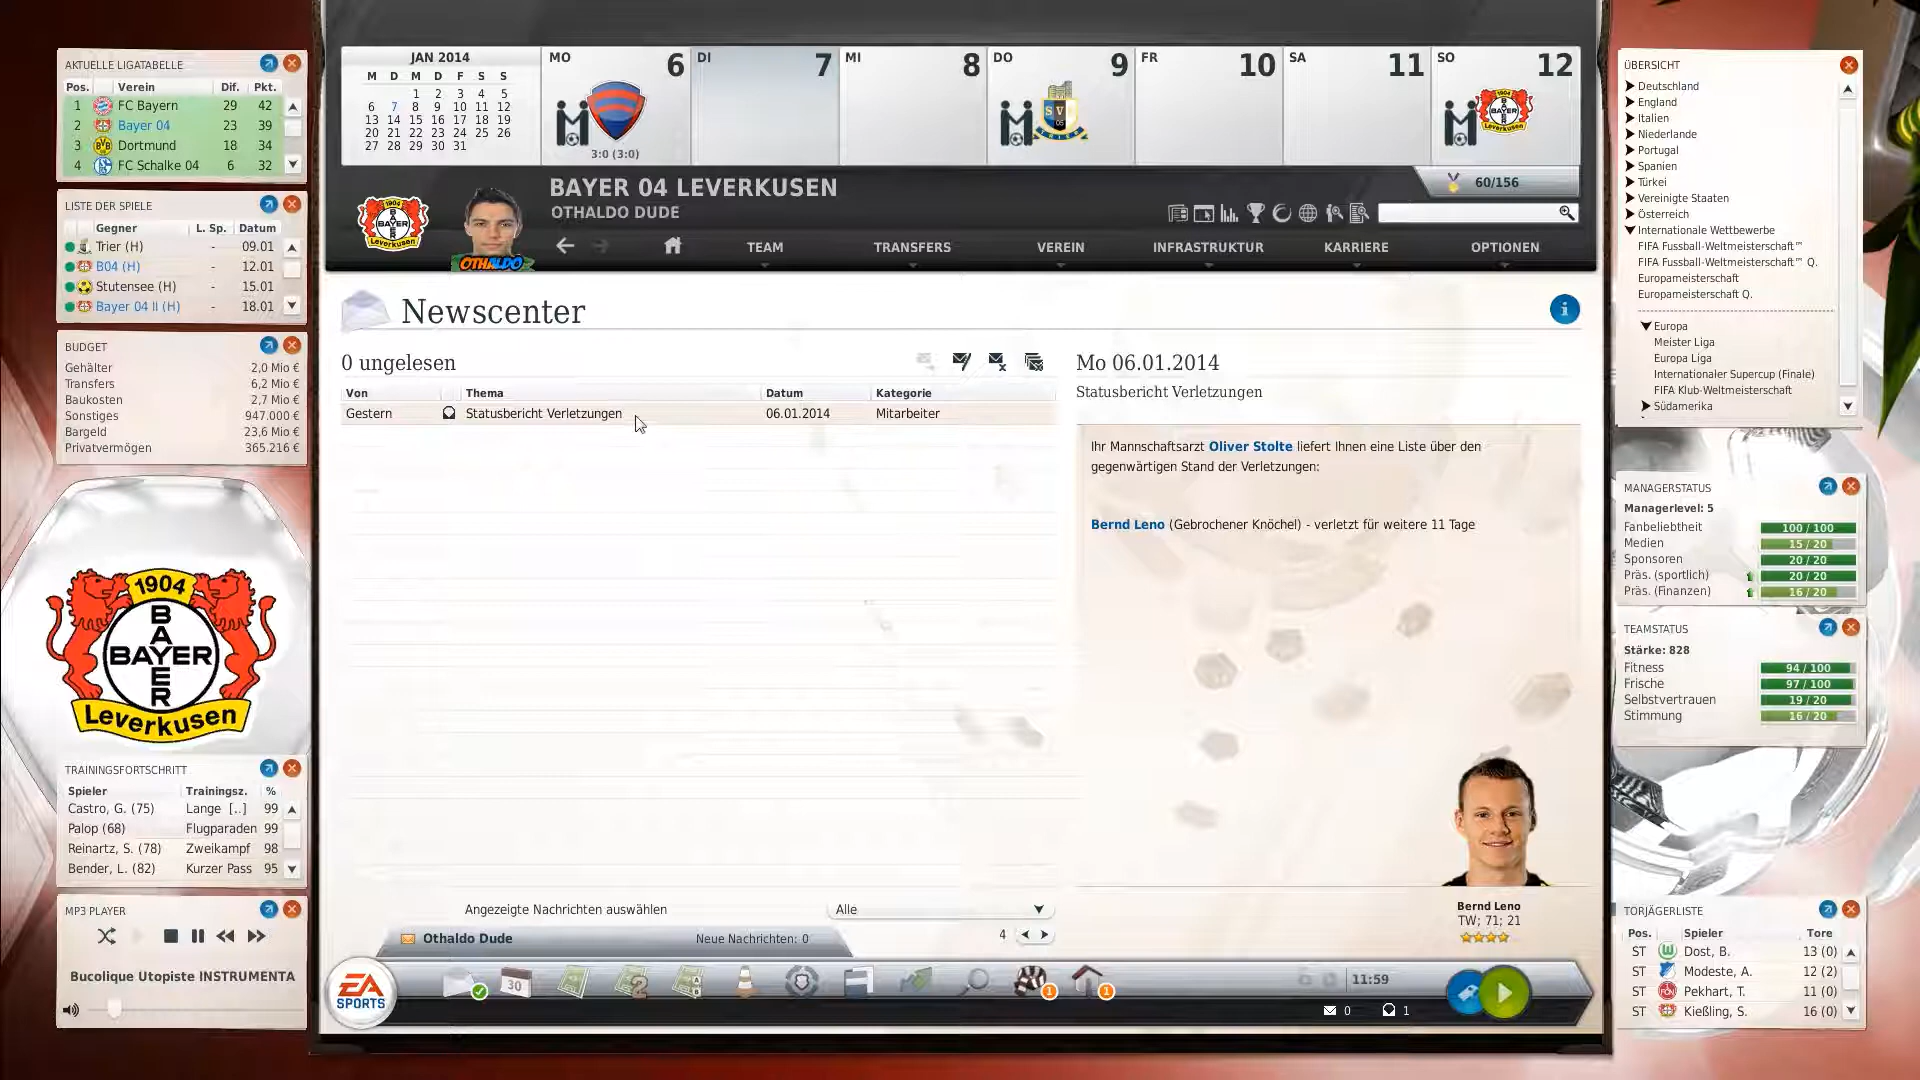 AKTUELLE LIGATABELLE
Pos. Verein Dif. Pkt.
1 FC Bayern 29 42
2 Bayer 04 23 39
3 Dortmund 18 34
4 FC Schalke 04 6 32
LISTE DER SPIELE
Gegner L. Sp. Datum
Trier (H) - 09.01
B04 (H) - 12.01
Stutensee (H) - 15.01
Bayer 04 II (H) - 18.01
BUDGET
Gehälter 2,0 Mio €
Transfers 6,2 Mio €
Baukosten 2,7 Mio €
Sonstiges 947.000 €
Bargeld 23,6 Mio €
Privatvermögen 365.216 €
1904
BAYER
BAYER
Leverkusen
TRAININGSFORTSCHRITT
Spieler Trainingsz. %
Castro, G. (75) Lange [..] 99
Palop (68) Flugparaden 99
Reinartz, S. (78) Zweikampf 98
Bender, L. (82) Kurzer Pass 95
MP3 PLAYER
Bucolique Utopiste INSTRUMENTA
JAN 2014
M D M D F S S
1 2 3 4 5
6 7 8 9 10 11 12
13 14 15 16 17 18 19
20 21 22 23 24 25 26
27 28 29 30 31
MO 6
3:0 (3:0)
DI 7
MI 8
DO 9
FR 10
SA 11
SO 12
60/156
BAYER 04 LEVERKUSEN
OTHALDO DUDE
OTHALDO
TEAM TRANSFERS VEREIN INFRASTRUKTUR KARRIERE OPTIONEN
Newscenter
0 ungelesen
Von Thema Datum Kategorie
Gestern Statusbericht Verletzungen 06.01.2014 Mitarbeiter
Mo 06.01.2014
Statusbericht Verletzungen
Ihr Mannschaftsarzt Oliver Stolte liefert Ihnen eine Liste über den
gegenwärtigen Stand der Verletzungen:
Bernd Leno (Gebrochener Knöchel) - verletzt für weitere 11 Tage
Bernd Leno
TW; 71; 21
Angezeigte Nachrichten auswählen Alle
Othaldo Dude Neue Nachrichten: 0
4
EA
SPORTS
30
2
1
1
11:59
0 1
ÜBERSICHT
Deutschland
England
Italien
Niederlande
Portugal
Spanien
Türkei
Vereinigte Staaten
Österreich
Internationale Wettbewerbe
FIFA Fussball-Weltmeisterschaft™
FIFA Fussball-Weltmeisterschaft™ Q.
Europameisterschaft
Europameisterschaft Q.
Europa
Meister Liga
Europa Liga
Internationaler Supercup (Finale)
FIFA Klub-Weltmeisterschaft
Südamerika
MANAGERSTATUS
Managerlevel: 5
Fanbeliebtheit 100 / 100
Medien 15 / 20
Sponsoren 20 / 20
Präs. (sportlich) 20 / 20
Präs. (Finanzen) 16 / 20
TEAMSTATUS
Stärke: 828
Fitness 94 / 100
Frische 97 / 100
Selbstvertrauen 19 / 20
Stimmung 16 / 20
TORJÄGERLISTE
Pos. Spieler Tore
ST Dost, B. 13 (0)
ST Modeste, A. 12 (2)
ST Pekhart, T. 11 (0)
ST Kießling, S. 16 (0)